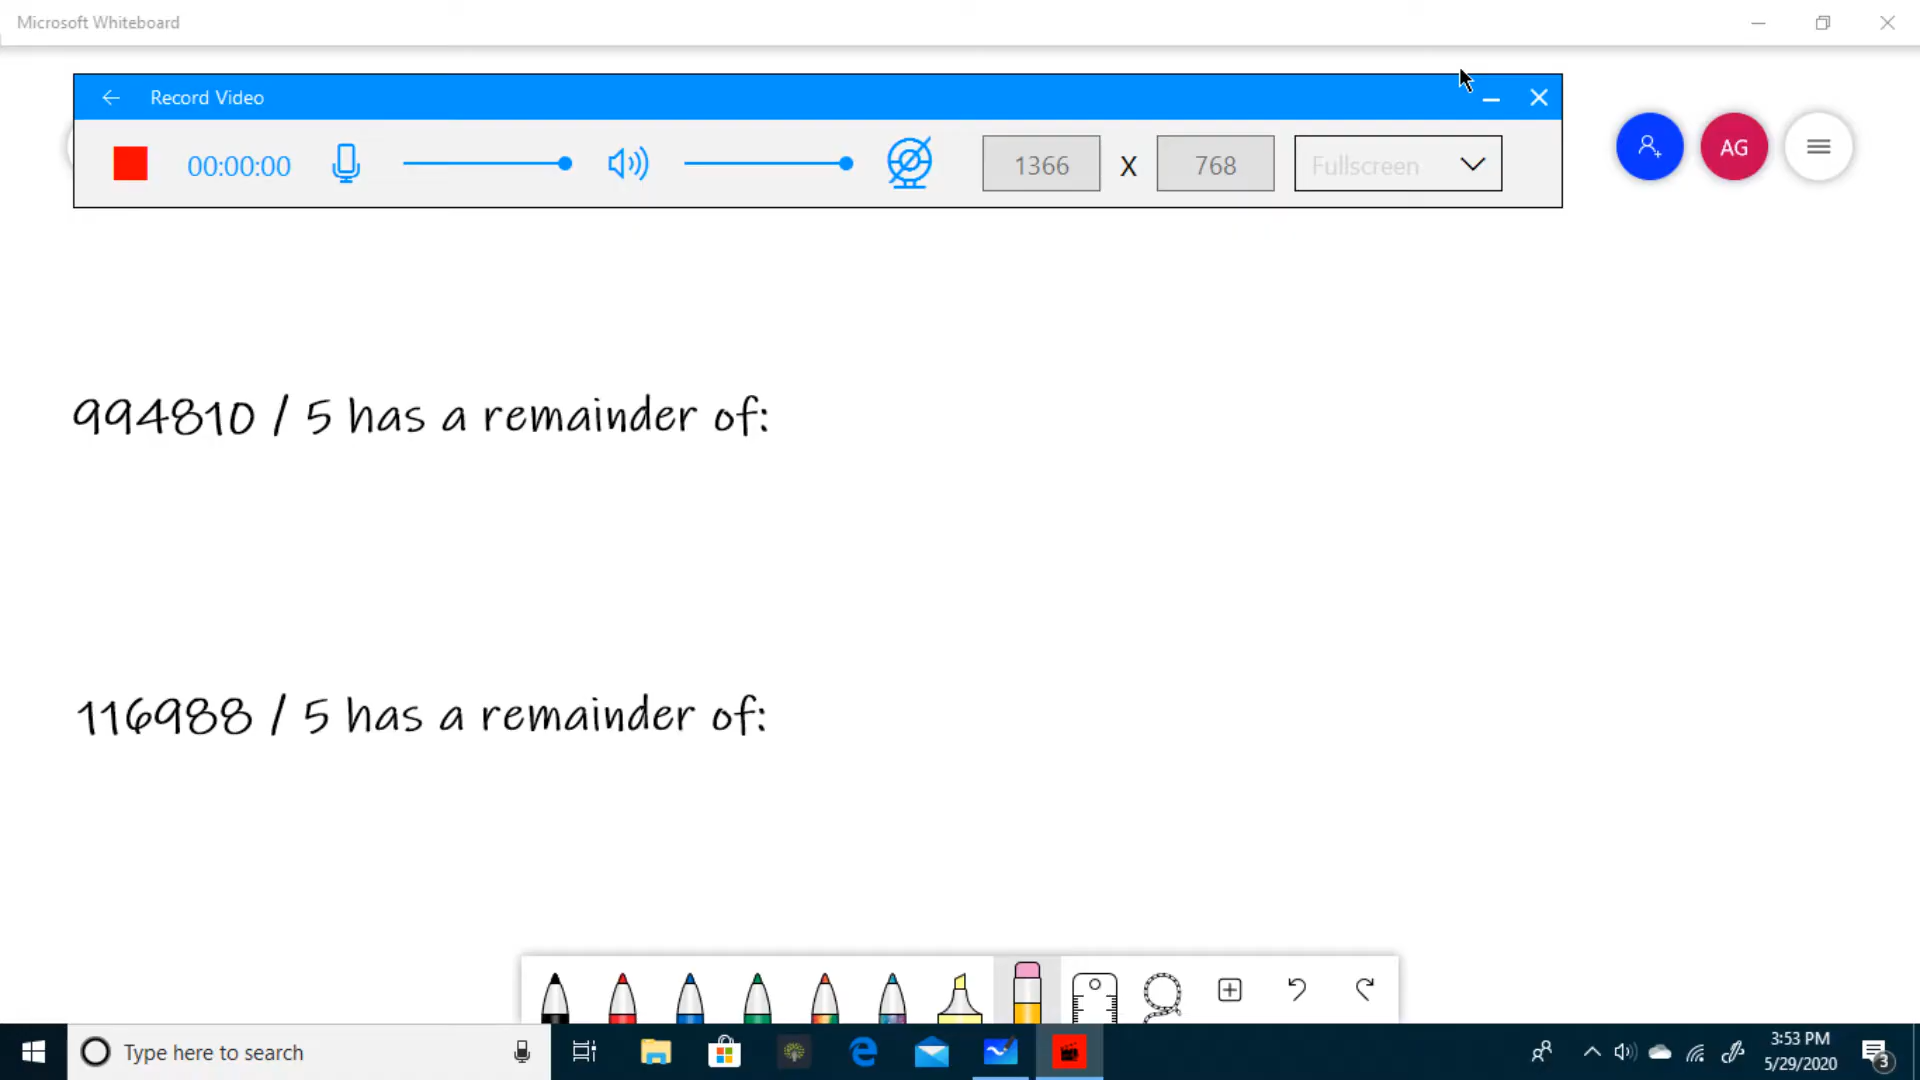 Microsoft Whiteboard
Record Video
00:00:00
1366 X 768 Fullscreen
AG
994810 / 5 has a remainder of:
116988 / 5 has a remainder of:
Type here to search
3:53 PM
5/29/2020
3